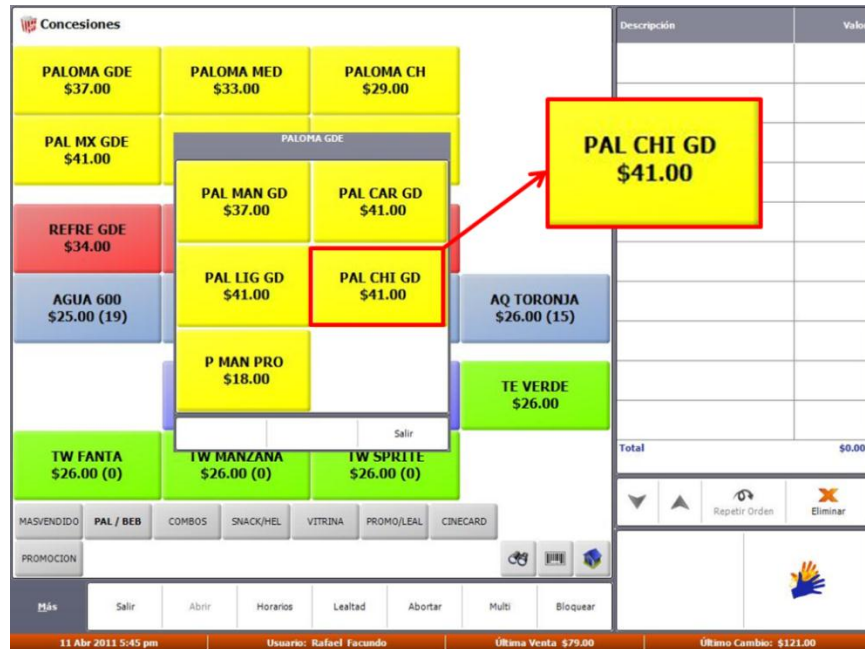 Concesiones
Descripción Valor
PALOMA GDE
$37.00
PALOMA MED
$33.00
PALOMA CH
$29.00
PAL MX GDE
$41.00
PALOMA GDE
PAL MAN GD
$37.00
PAL CAR GD
$41.00
PAL CHI GD
$41.00
REFRE GDE
$34.00
PAL LIG GD
$41.00
PAL CHI GD
$41.00
AGUA 600
$25.00 (19)
AQ TORONJA
$26.00 (15)
P MAN PRO
$18.00
TE VERDE
$26.00
Salir
TW FANTA
$26.00 (0)
TW MANZANA
$26.00 (0)
TW SPRITE
$26.00 (0)
Total $0.00
MASVENDIDO PAL / BEB COMBOS SNACK/HEL VITRINA PROMO/LEAL CINECARD
Repetir Orden Eliminar
PROMOCION
Más Salir Abrir Horarios Lealtad Abortar Multi Bloquear
11 Abr 2011 5:45 pm Usuario: Rafael Facundo Última Venta $79.00 Último Cambio: $121.00